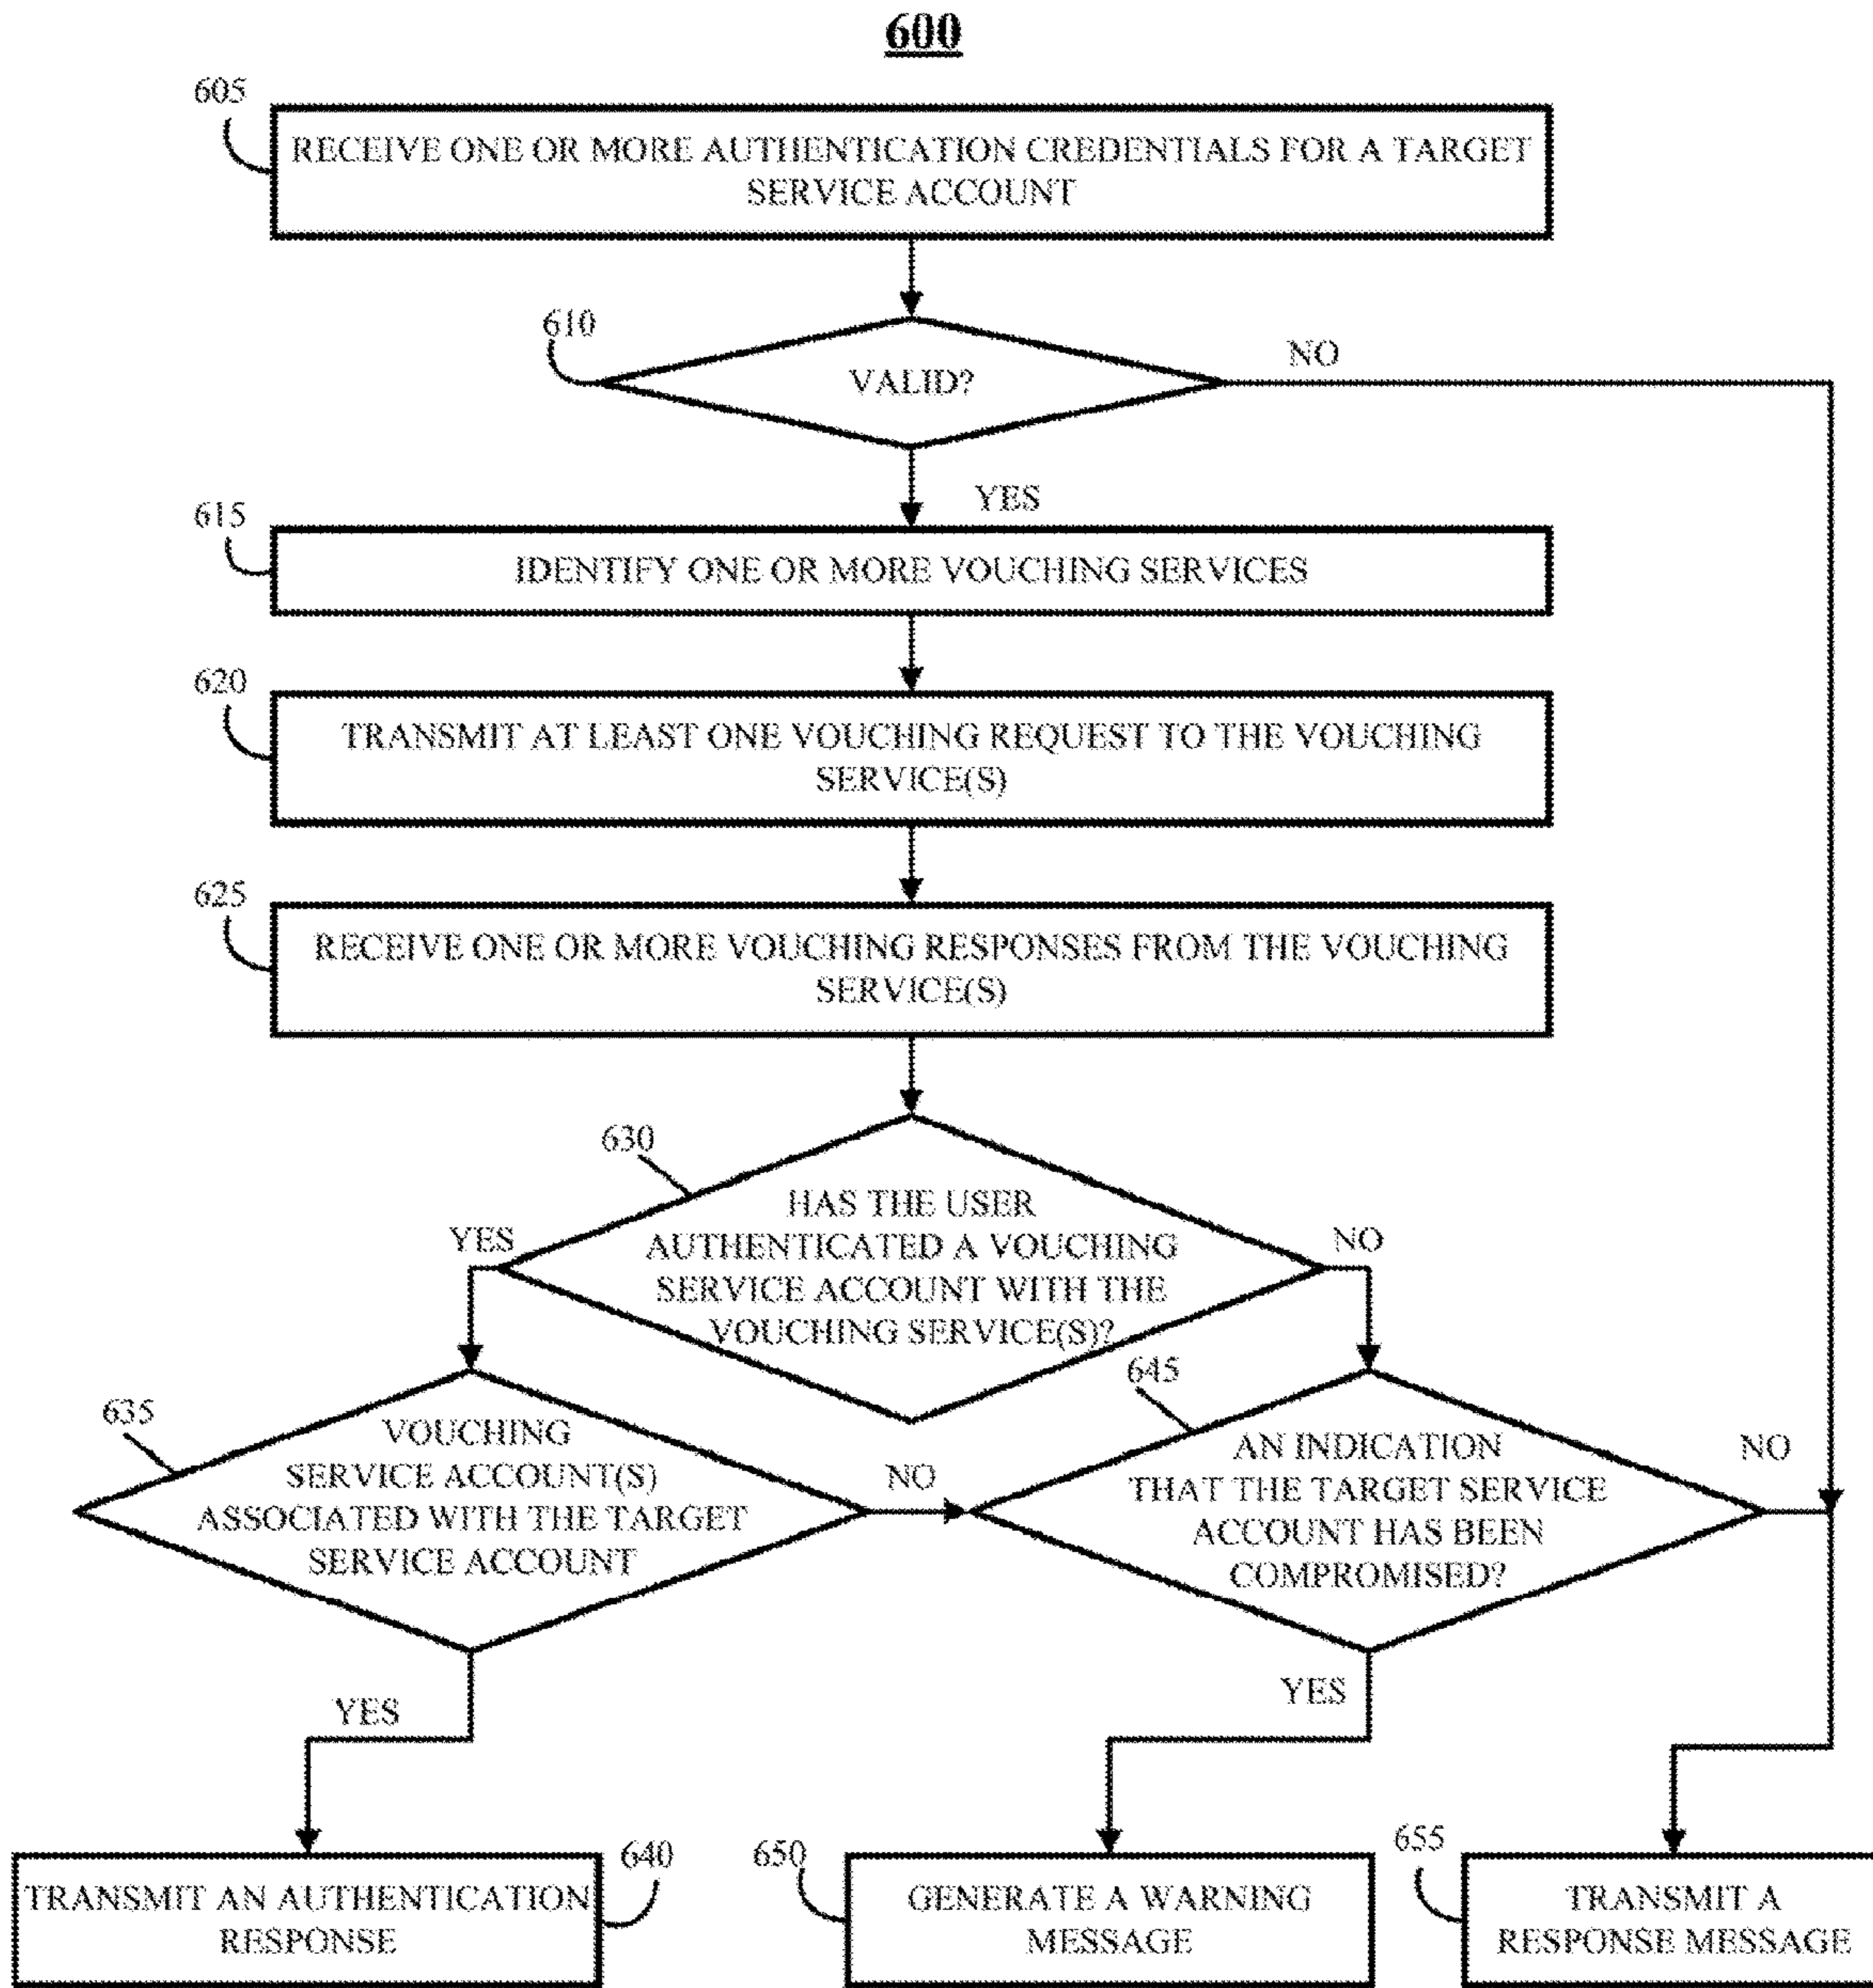 600
605
RECEIVE ONE OR MORE AUTHENTICATION CREDENTIALS FOR A TARGET
SERVICE ACCOUNT
610
VALID?
NO
YES
615
IDENTIFY ONE OR MORE VOUCHING SERVICES
620
TRANSMIT AT LEAST ONE VOUCHING REQUEST TO THE VOUCHING
SERVICE(S)
625
RECEIVE ONE OR MORE VOUCHING RESPONSES FROM THE VOUCHING
SERVICE(S)
630
HAS THE USER
AUTHENTICATED A VOUCHING
SERVICE ACCOUNT WITH THE
VOUCHING SERVICE(S)?
YES
NO
635
VOUCHING
SERVICE ACCOUNT(S)
ASSOCIATED WITH THE TARGET
SERVICE ACCOUNT
NO
645
AN INDICATION
THAT THE TARGET SERVICE
ACCOUNT HAS BEEN
COMPROMISED?
NO
YES
YES
TRANSMIT AN AUTHENTICATION
RESPONSE
640
650
GENERATE A WARNING
MESSAGE
655
TRANSMIT A
RESPONSE MESSAGE